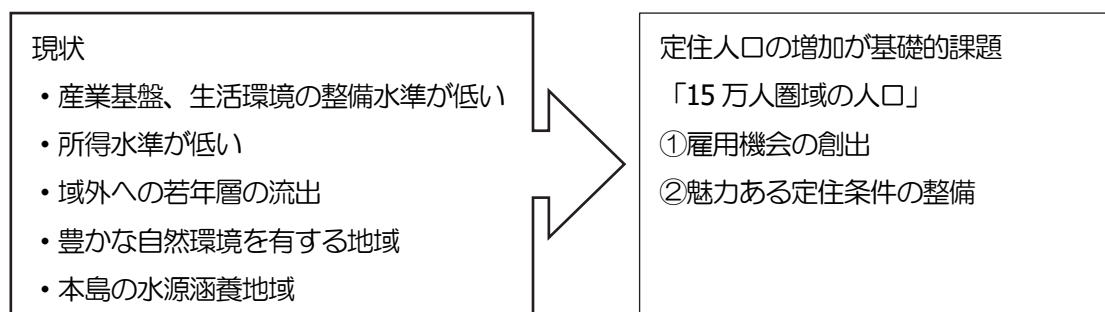 現状
・産業基盤、生活環境の整備水準が低い
・所得水準が低い
・域外への若年層の流出
・豊かな自然環境を有する地域
・本島の水源涵養地域
定住人口の増加が基礎的課題
「15万人圏域の人口」
①雇用機会の創出
②魅力ある定住条件の整備